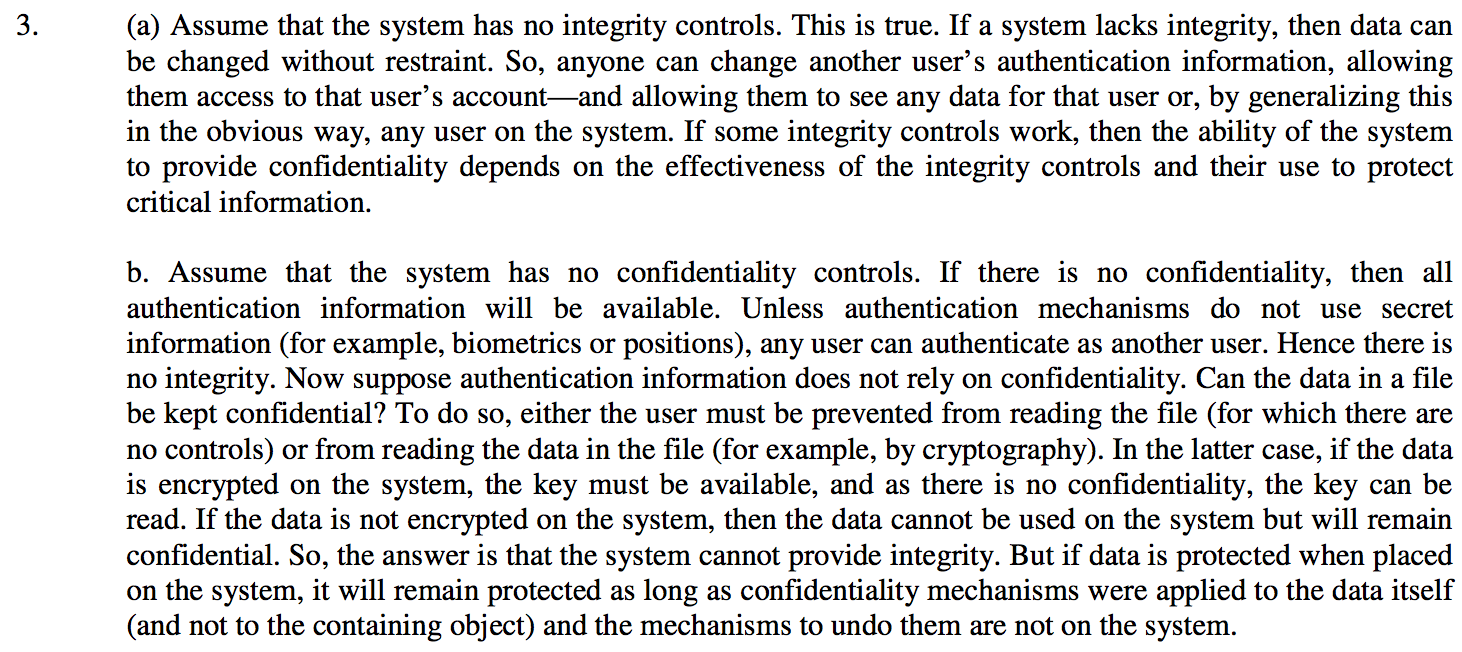 3. (a) Assume that the system has no integrity controls. This is true. If a system lacks integrity, then data can
be changed without restraint. So, anyone can change another user’s authentication information, allowing
them access to that user’s account—and allowing them to see any data for that user or, by generalizing this
in the obvious way, any user on the system. If some integrity controls work, then the ability of the system
to provide confidentiality depends on the effectiveness of the integrity controls and their use to protect
critical information.
b. Assume that the system has no confidentiality controls. If there is no confidentiality, then all
authentication information will be available. Unless authentication mechanisms do not use secret
information (for example, biometrics or positions), any user can authenticate as another user. Hence there is
no integrity. Now suppose authentication information does not rely on confidentiality. Can the data in a file
be kept confidential? To do so, either the user must be prevented from reading the file (for which there are
no controls) or from reading the data in the file (for example, by cryptography). In the latter case, if the data
is encrypted on the system, the key must be available, and as there is no confidentiality, the key can be
read. If the data is not encrypted on the system, then the data cannot be used on the system but will remain
confidential. So, the answer is that the system cannot provide integrity. But if data is protected when placed
on the system, it will remain protected as long as confidentiality mechanisms were applied to the data itself
(and not to the containing object) and the mechanisms to undo them are not on the system.